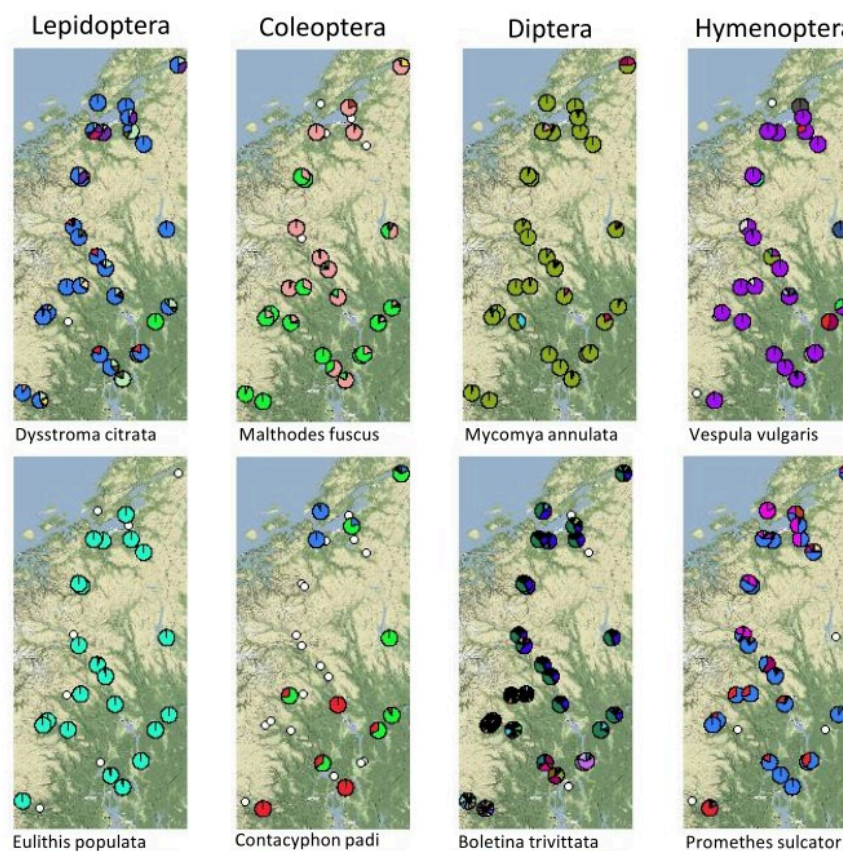 Lepidoptera Coleoptera Diptera Hymenoptera
Dysstroma citrata Malthodes fuscus Mycomya annulata Vespula vulgaris
Eulithis populata Contacyphon padi Boletina trivittata Promethes sulcator